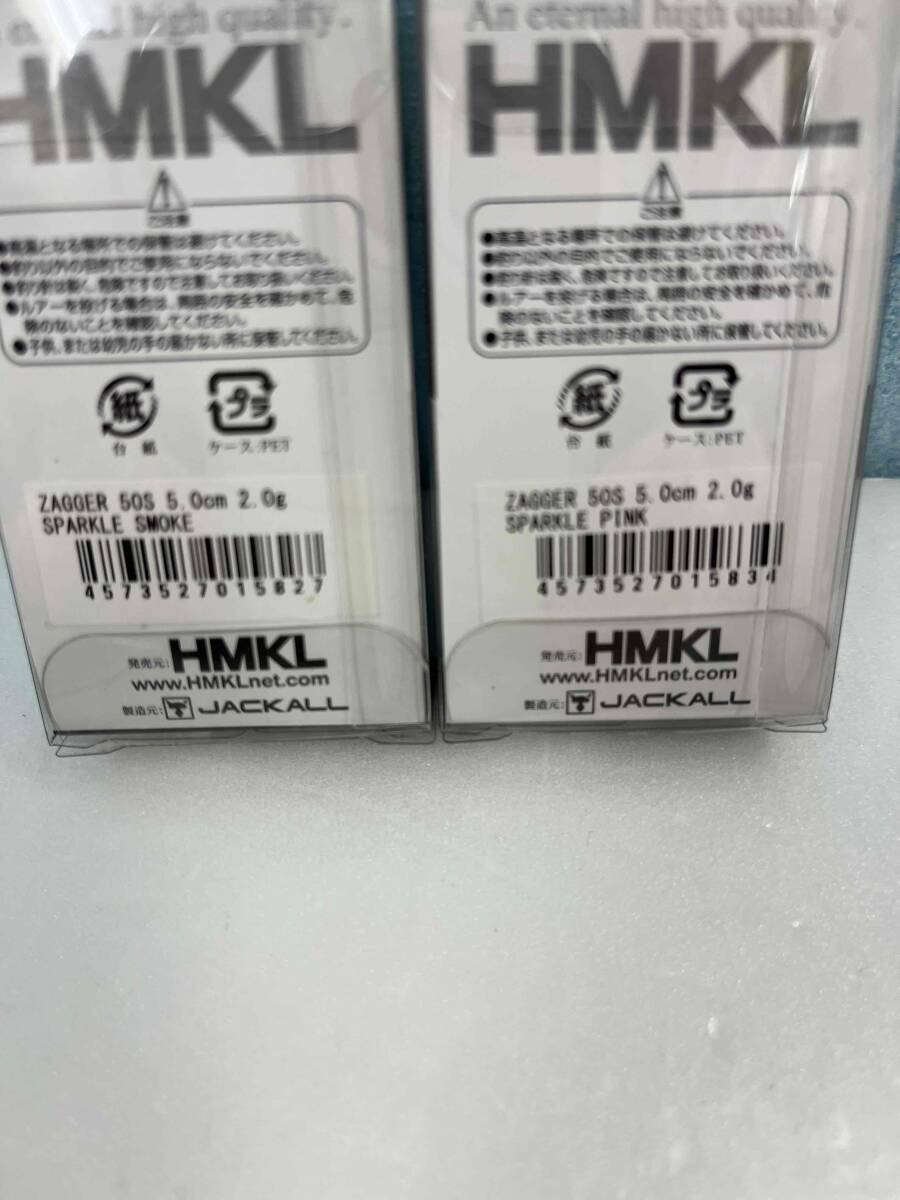 eternal high quality.
HMKL
ご注意
●高温となる場所での保管は避けてください。
●釣り以外の目的でご使用にならないでください。
●釣り針は鋭く、危険ですので注意してお取り扱いください。
●ルアーを投げる場合は、周囲の安全を確かめて、危
険のないことを確認してください。
●子供、または幼児の手の届かない所に保管してください。
紙
プラ
台紙
ケース:PET
ZAGGER 50S 5.0cm 2.0g
SPARKLE SMOKE
4573527015827
発売元:HMKL
www.HMKLnet.com
製造元: JACKALL
An eternal high quality.
HMKL
ご注意
●高温となる場所での保管は避けてください。
●釣り以外の目的でご使用にならないでください。
●釣り針は鋭く、危険ですので注意してお取り扱いください。
●ルアーを投げる場合は、周囲の安全を確かめて、危
険のないことを確認してください。
●子供、または幼児の手の届かない所に保管してください。
紙
プラ
台紙
ケース:PET
ZAGGER 50S 5.0cm 2.0g
SPARKLE PINK
4573527015834
発売元:HMKL
www.HMKLnet.com
製造元: JACKALL